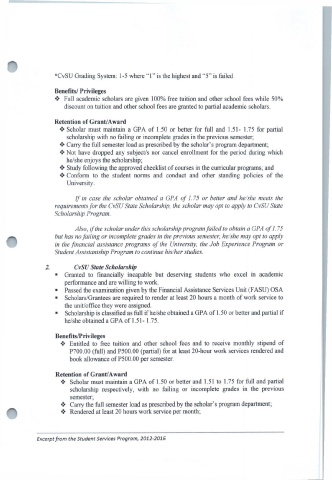 *CvSU Grading System: 1-5 where "1" is the highest and "5" is failed
Benefits/ Privileges
❖ Full academic scholars are given 100% free tuition and other school fees while 50%
discount on tuition and other school fees are granted to partial academic scholars.
Retention of Grant/Award
❖ Scholar must maintain a GPA of 1.50 or better for full and 1.51- 1.75 for partial
scholarship with no failing or incomplete grades in the previous semester;
❖ Carry the full semester load as prescribed by the scholar's program department;
❖ Not have dropped any subject/s nor cancel enrollment for the period during which
he/she enjoys the scholarship;
❖ Study following the approved checklist of courses in the curricular programs; and
❖ Conform to the student norms and conduct and other standing policies of the
University.
If in case the scholar obtained a GPA of 1.75 or better and he/she meets the
requirements for the CvSU State Scholarship, the scholar may opt to apply to CvSU State
Scholarship Program.
Also, if the scholar under this scholarship program failed to obtain a GPA of 1.75
but has no failing or incomplete grades in the previous semester, he/she may opt to apply
in the financial assistance programs of the University, the Job Experience Program or
Student Assistantship Program to continue his/her studies.
2. CvSU State Scholarship
▪ Granted to financially incapable but deserving students who excel in academic
performance and are willing to work.
▪ Passed the examination given by the Financial Assistance Services Unit (FASU) OSA
▪ Scholars/Grantees are required to render at least 20 hours a month of work service to
the unit/office they were assigned.
▪ Scholarship is classified as full if he/she obtained a GPA of 1.50 or better and partial if
he/she obtained a GPA of 1.51- 1.75.
Benefits/Privileges
❖ Entitled to free tuition and other school fees and to receive monthly stipend of
P700.00 (full) and P500.00 (partial) for at least 20-hour work services rendered and
book allowance of P500.00 per semester.
Retention of Grant/Award
❖ Scholar must maintain a GPA of 1.50 or better and 1.51 to 1.75 for full and partial
scholarship respectively, with no failing or incomplete grades in the previous
semester;
❖ Carry the full semester load as prescribed by the scholar's program department;
❖ Rendered at least 20 hours work service per month;
Excerpt from the Student Services Program, 2012-2016